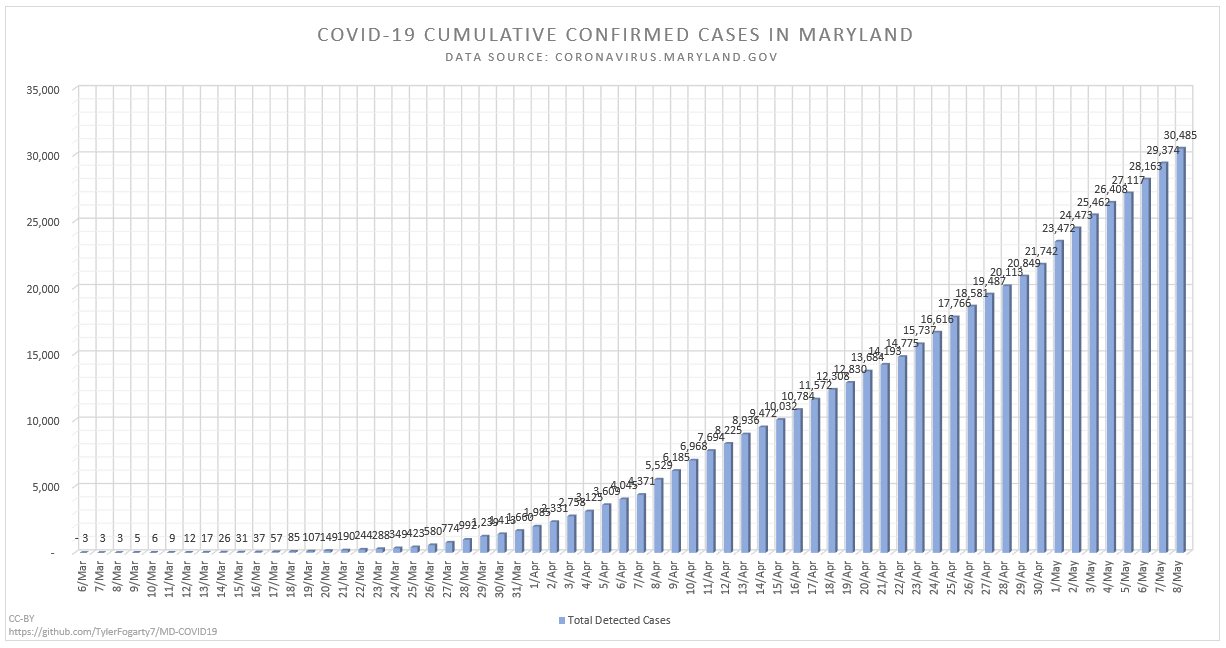 COVID-19 CUMULATIVE CONFIRMED CASES IN MARYLAND
DATA SOURCE: CORONAVIRUS.MARYLAND.GOV
35,000
30,000
25,000
20,000
15,000
10,000
5,000
-
- 3 3 3 5 6 9 12 17 26 31 37 57 85 107 149 190 244 288 349 423 580 774 992 1,239 1,413 1,660 1,985 2,331 2,758 3,125 3,609 4,045 4,371 5,529 6,185 6,968 7,694 8,225 8,936 9,472 10,032 10,784 11,572 12,308 12,830 13,684 14,193 14,775 15,737 16,616 17,766 18,581 19,487 20,113 20,849 21,742 23,472 24,473 25,462 26,408 27,117 28,163 29,374 30,485
6/Mar 7/Mar 8/Mar 9/Mar 10/Mar 11/Mar 12/Mar 13/Mar 14/Mar 15/Mar 16/Mar 17/Mar 18/Mar 19/Mar 20/Mar 21/Mar 22/Mar 23/Mar 24/Mar 25/Mar 26/Mar 27/Mar 28/Mar 29/Mar 30/Mar 31/Mar 1/Apr 2/Apr 3/Apr 4/Apr 5/Apr 6/Apr 7/Apr 8/Apr 9/Apr 10/Apr 11/Apr 12/Apr 13/Apr 14/Apr 15/Apr 16/Apr 17/Apr 18/Apr 19/Apr 20/Apr 21/Apr 22/Apr 23/Apr 24/Apr 25/Apr 26/Apr 27/Apr 28/Apr 29/Apr 30/Apr 1/May 2/May 3/May 4/May 5/May 6/May 7/May 8/May
Total Detected Cases
CC-BY
https://github.com/TylerFogarty7/MD-COVID19